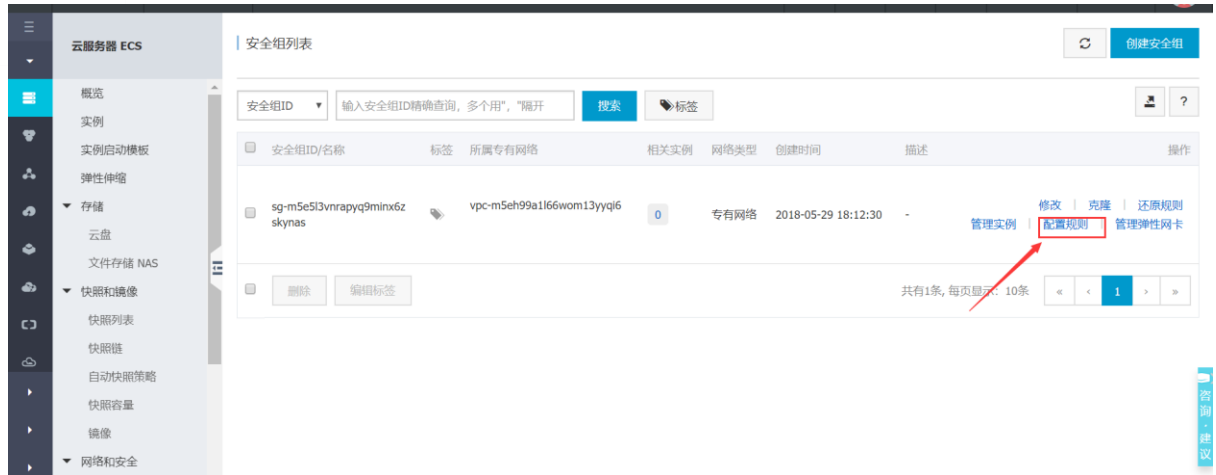 云服务器 ECS
概览
实例
实例启动模板
弹性伸缩
存储
云盘
文件存储 NAS
快照和镜像
快照列表
快照链
自动快照策略
快照容量
镜像
网络和安全
安全组列表
创建安全组
安全组ID
输入安全组ID精确查询，多个用","隔开
搜索
标签
?
安全组ID/名称 标签 所属专有网络 相关实例 网络类型 创建时间 描述 操作
sg-m5e5l3vnrapyq9minx6z
skynas
vpc-m5eh99a1l66wom13yyqi6
0
专有网络
2018-05-29 18:12:30
-
修改 | 克隆 | 还原规则
管理实例 | 配置规则 | 管理弹性网卡
删除
编辑标签
共有1条, 每页显示：10条
« ‹ 1 › »
咨询·建议